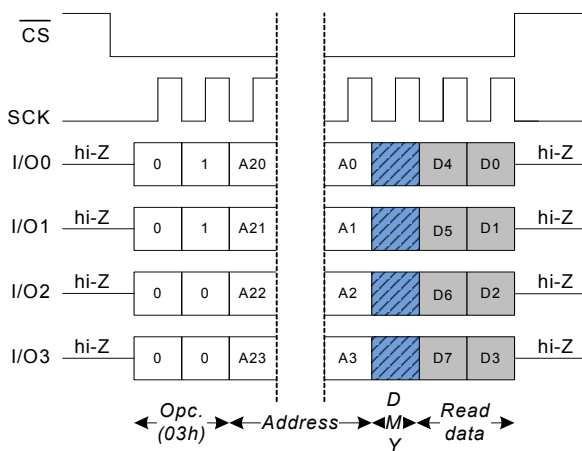 CS
SCK
I/O0 hi-Z 0 1 A20 A0 D4 D0 hi-Z
I/O1 hi-Z 0 1 A21 A1 D5 D1 hi-Z
I/O2 hi-Z 0 0 A22 A2 D6 D2 hi-Z
I/O3 hi-Z 0 0 A23 A3 D7 D3 hi-Z
Opc.
(03h)
Address
D
M
Y
Read
data